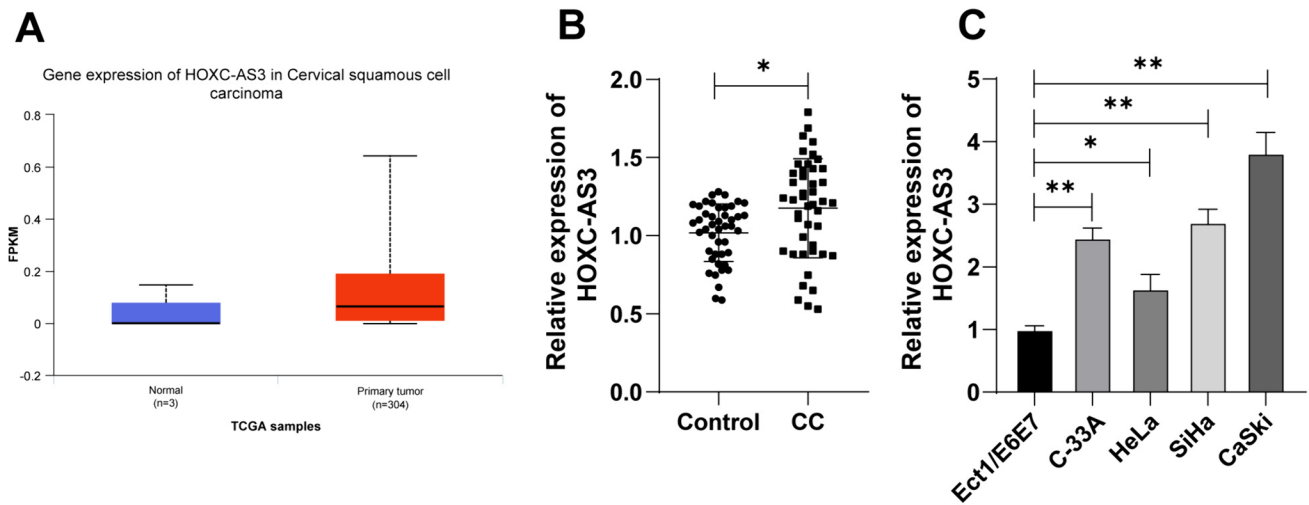 A
Gene expression of HOXC-AS3 in Cervical squamous cell
carcinoma
0.8
0.6
0.4
0.2
0
-0.2
FPKM
Normal
(n=3)
Primary tumor
(n=304)
TCGA samples
B
Relative expression of
HOXC-AS3
2.0
1.5
1.0
0.5
0.0
*
Control
CC
C
Relative expression of
HOXC-AS3
5
4
3
2
1
0
**
**
*
**
Ect1/E6E7
C-33A
HeLa
SiHa
CaSki